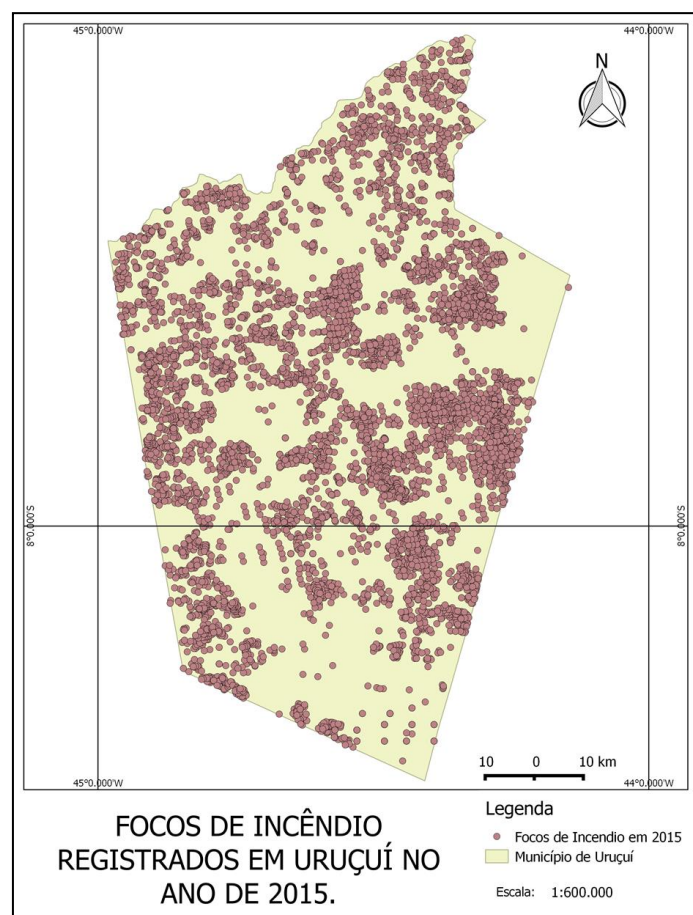 45°0.000'W
44°0.000'W
N
8°0.000'S
8°0.000'S
45°0.000'W
44°0.000'W
10 0 10 km
Legenda
Focos de Incendio em 2015
Município de Uruçuí
Escala: 1:600.000
FOCOS DE INCÊNDIO
REGISTRADOS EM URUÇUÍ NO
ANO DE 2015.